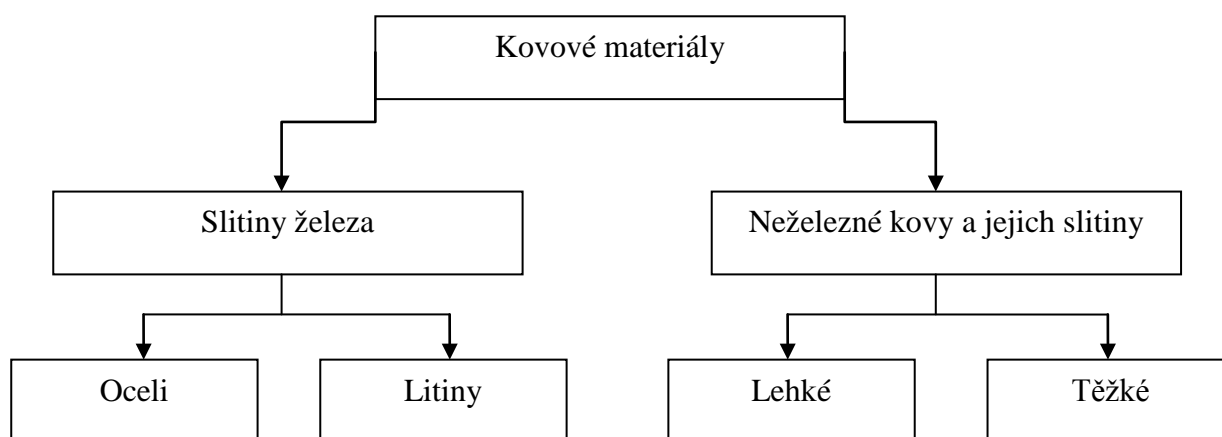 Kovové materiály
Slitiny železa
Neželezné kovy a jejich slitiny
Oceli
Litiny
Lehké
Těžké